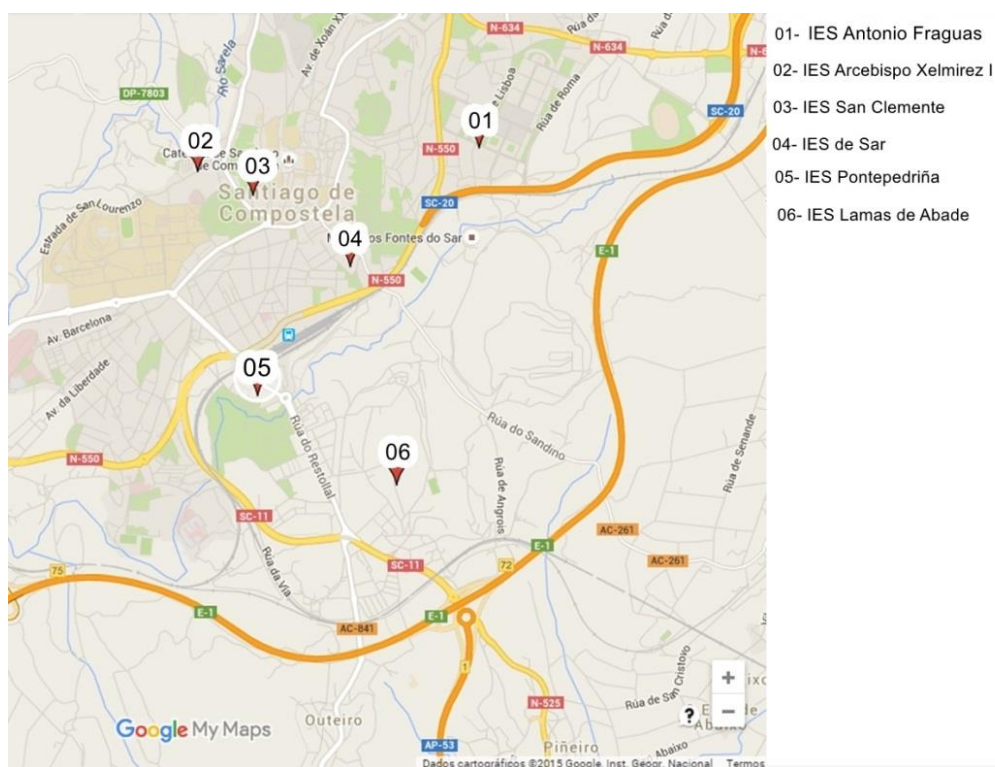 N-634
Av. de Xoán XX
Río Sarela
N-634
DP-7803
de Lisboa
Rúa de Roma
SC-20
01
N-550
02
03
Santiago de
Compostela
Estrada de San Lourenzo
SC-20
04
os Fontes do Sar
E-1
N-550
Av. Barcelona
05
Av. da Liberdade
Rúa do Restollal
Rúa do Sandino
Rúa de Senande
06
N-550
Rúa de Angrois
SC-11
AC-261
E-1
AC-261
Rúa da Vía
SC-11
72
75
E-1
E-1
AC-841
1
Rúa de San Cristovo
N-525
Outeiro
Google My Maps
AP-53
Piñeiro
Abaixo
+
−
?
Dados cartográficos ©2015 Google, Inst. Geogr. Nacional Termos
01- IES Antonio Fraguas
02- IES Arcebispo Xelmirez I
03- IES San Clemente
04- IES de Sar
05- IES Pontepedriña
06- IES Lamas de Abade